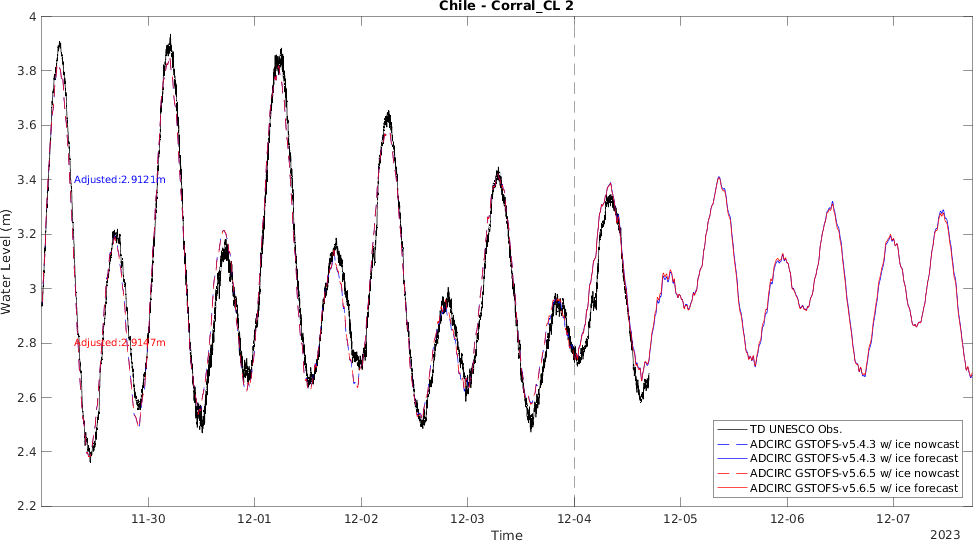 Chile - Corral_CL 2
4
3.8
3.6
3.4
3.2
3
2.8
2.6
2.4
2.2
Water Level (m)
Adjusted:2.9121m
Adjusted:2.9147m
TD UNESCO Obs.
ADCIRC GSTOFS-v5.4.3 w/ ice nowcast
ADCIRC GSTOFS-v5.4.3 w/ ice forecast
ADCIRC GSTOFS-v5.6.5 w/ ice nowcast
ADCIRC GSTOFS-v5.6.5 w/ ice forecast
11-30 12-01 12-02 12-03 12-04 12-05 12-06 12-07
Time
2023